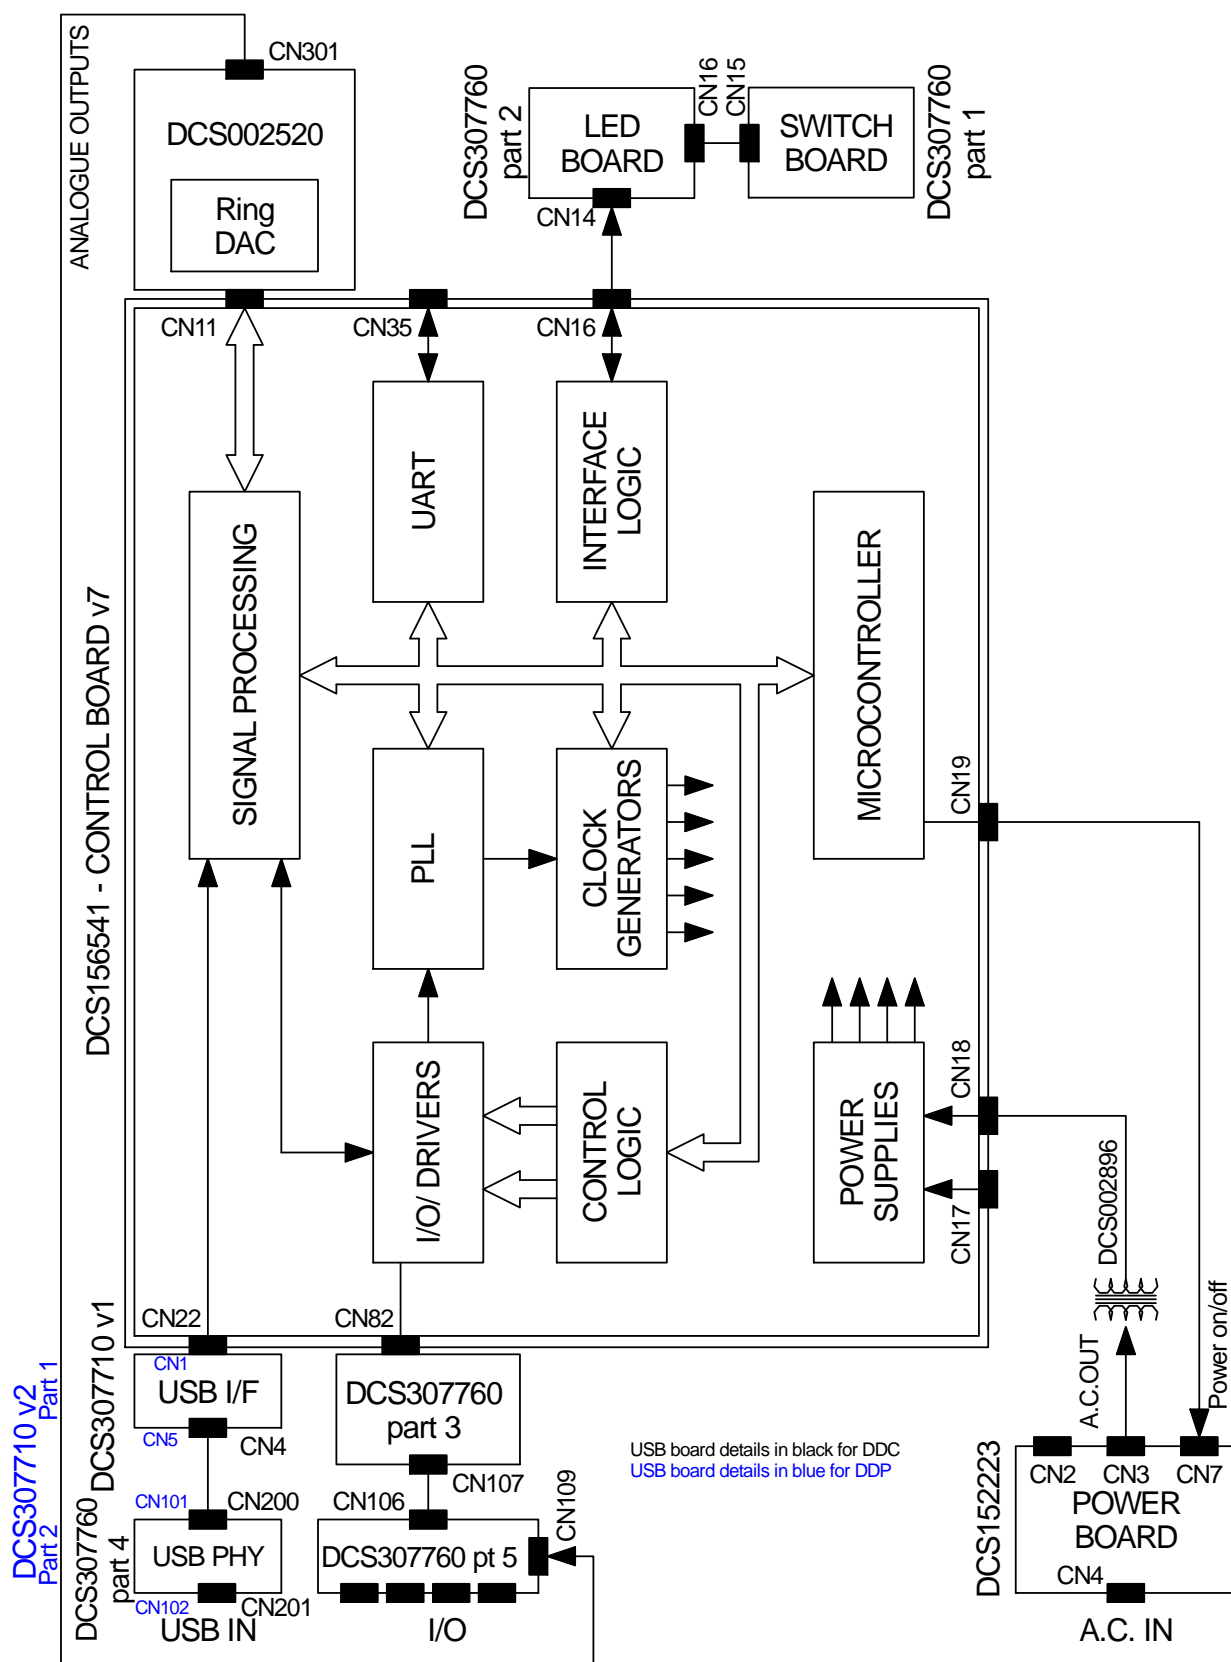 ANALOGUE OUTPUTS
CN301
DCS002520
Ring
DAC
CN11
DCS307760
part 2
LED
BOARD
CN16
CN15
SWITCH
BOARD
DCS307760
part 1
CN14
CN35
CN16
DCS156541 - CONTROL BOARD v7
SIGNAL PROCESSING
UART
INTERFACE
LOGIC
MICROCONTROLLER
PLL
CLOCK
GENERATORS
CN19
I/O/ DRIVERS
CONTROL
LOGIC
POWER
SUPPLIES
CN18
CN17
DCS002896
A.C.OUT
Power on/off
CN22
CN82
DCS307710 v2
Part 1
Part 2
DCS307710 v1
CN1
USB I/F
CN5
CN4
DCS307760
part 3
CN107
DCS307760
part 4
CN101
CN200
USB PHY
CN102
CN201
USB IN
CN106
DCS307760 pt 5
CN109
I/O
USB board details in black for DDC
USB board details in blue for DDP
DCS152223
CN2
CN3
CN7
POWER
BOARD
CN4
A.C. IN